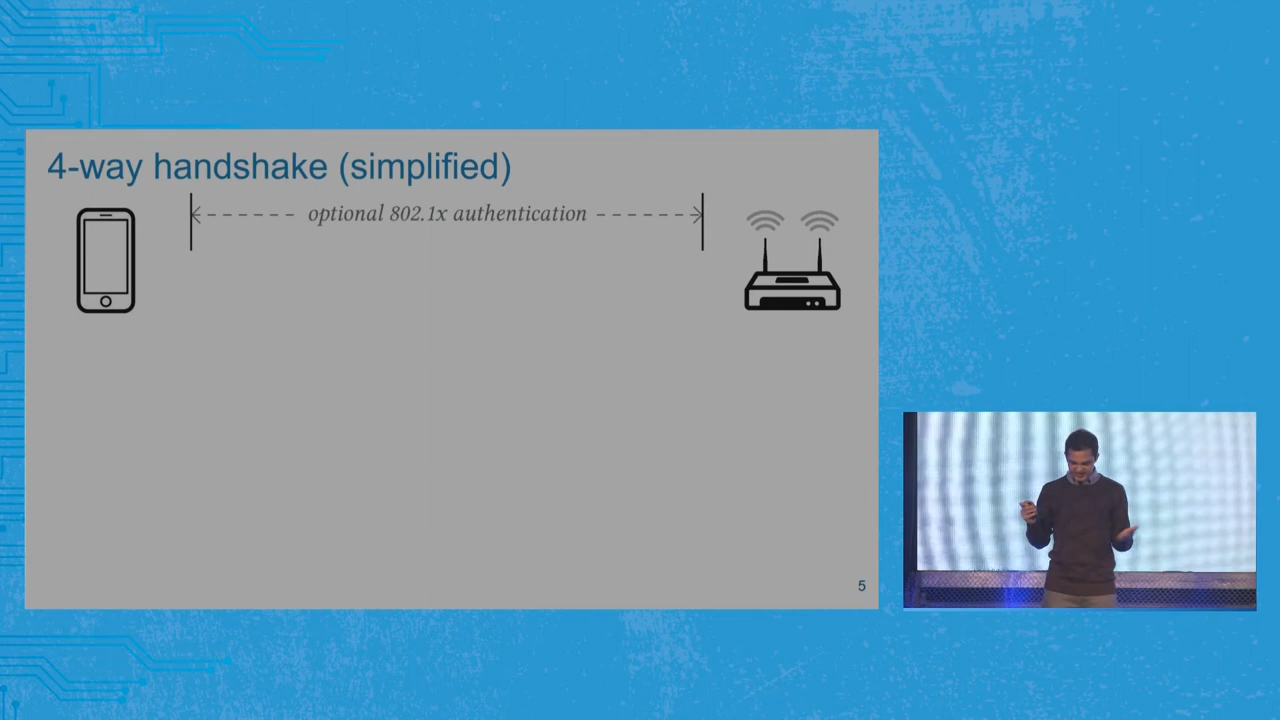 4-way handshake (simplified)
optional 802.1x authentication
5